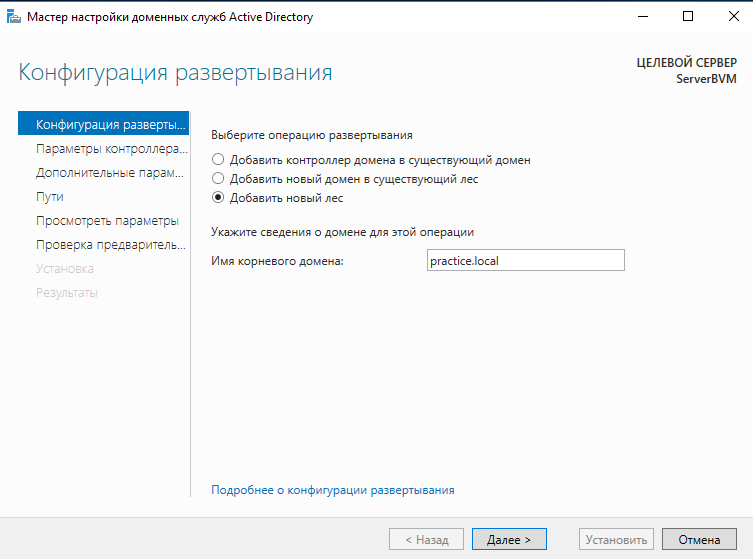 Мастер настройки доменных служб Active Directory
Конфигурация развертывания
ЦЕЛЕВОЙ СЕРВЕР
ServerBVM
Конфигурация разверты...
Параметры контроллера...
Дополнительные парам...
Пути
Просмотреть параметры
Проверка предваритель...
Установка
Результаты
Выберите операцию развертывания
Добавить контроллер домена в существующий домен
Добавить новый домен в существующий лес
Добавить новый лес
Укажите сведения о домене для этой операции
Имя корневого домена:
practice.local
Подробнее о конфигурации развертывания
< Назад
Далее >
Установить
Отмена